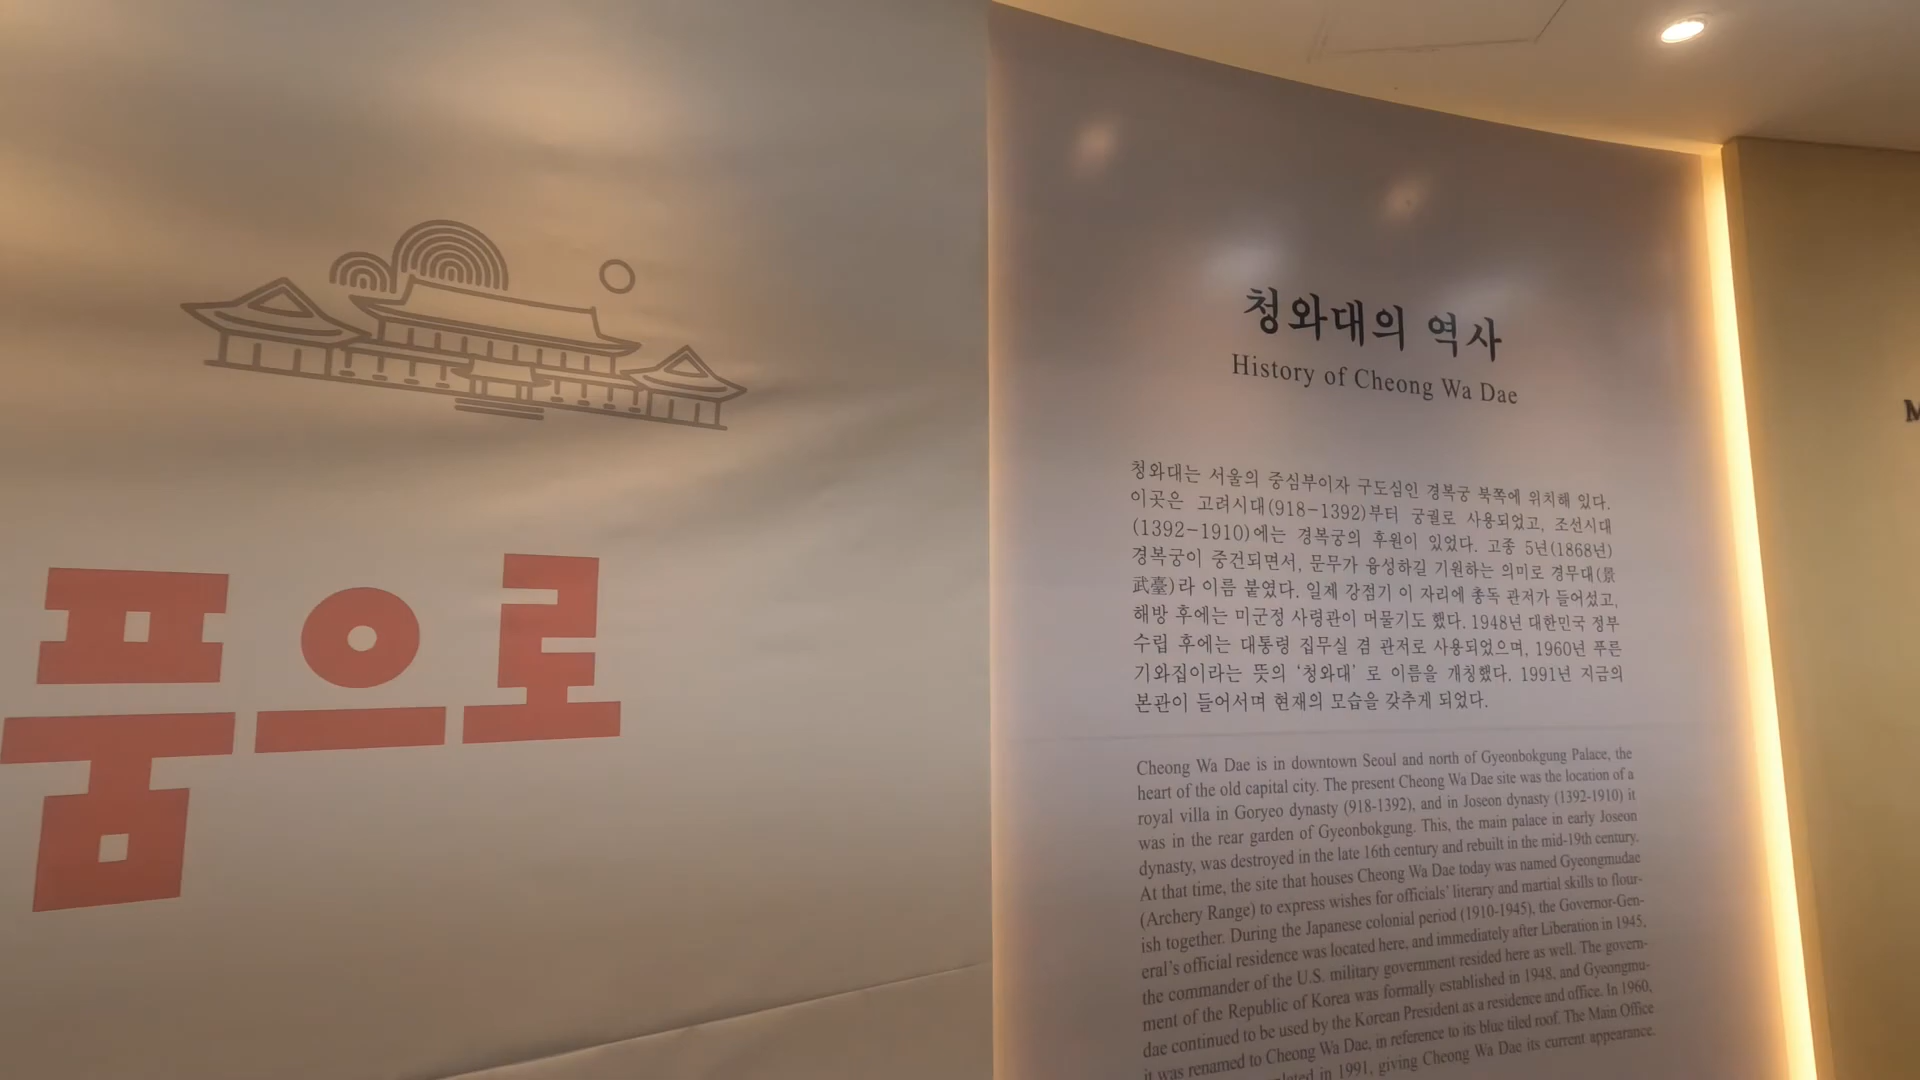 품으로
청와대의 역사
History of Cheong Wa Dae
청와대는 서울의 중심부이자 구도심인 경복궁 북쪽에 위치해 있다.
이곳은 고려시대(918-1392)부터 궁궐로 사용되었고, 조선시대
(1392-1910)에는 경복궁의 후원이 있었다. 고종 5년(1868년)
경복궁이 중건되면서, 문무가 융성하길 기원하는 의미로 경무대(景
武臺)라 이름 붙였다. 일제 강점기 이 자리에 총독 관저가 들어섰고,
해방 후에는 미군정 사령관이 머물기도 했다. 1948년 대한민국 정부
수립 후에는 대통령 집무실 겸 관저로 사용되었으며, 1960년 푸른
기와집이라는 뜻의 ‘청와대’ 로 이름을 개칭했다. 1991년 지금의
본관이 들어서며 현재의 모습을 갖추게 되었다.
Cheong Wa Dae is in downtown Seoul and north of Gyeonbokgung Palace, the
heart of the old capital city. The present Cheong Wa Dae site was the location of a
royal villa in Goryeo dynasty (918-1392), and in Joseon dynasty (1392-1910) it
was in the rear garden of Gyeonbokgung. This, the main palace in early Joseon
dynasty, was destroyed in the late 16th century and rebuilt in the mid-19th century.
At that time, the site that houses Cheong Wa Dae today was named Gyeongmudae
(Archery Range) to express wishes for officials’ literary and martial skills to flour-
ish together. During the Japanese colonial period (1910-1945), the Governor-Gen-
eral’s official residence was located here, and immediately after Liberation in 1945,
the commander of the U.S. military government resided here as well. The govern-
ment of the Republic of Korea was formally established in 1948, and Gyeongmu-
dae continued to be used by the Korean President as a residence and office. In 1960,
it was renamed to Cheong Wa Dae, in reference to its blue tiled roof. The Main Office
in 1991, giving Cheong Wa Dae its current appearance.